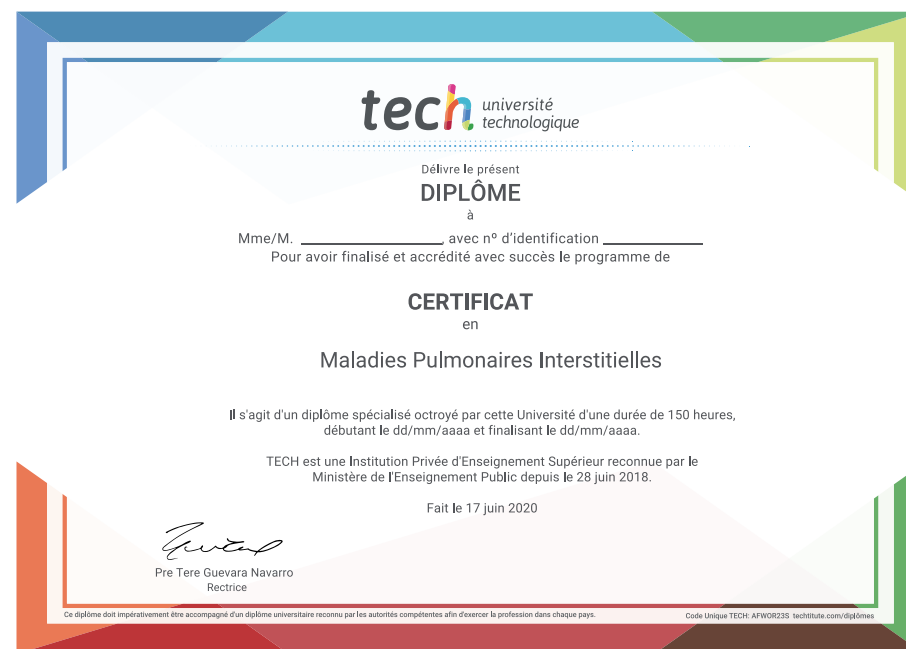 tech université
technologique
Délivre le présent
DIPLÔME
à
Mme/M. ____________________, avec nº d'identification ______________
Pour avoir finalisé et accrédité avec succès le programme de
CERTIFICAT
en
Maladies Pulmonaires Interstitielles
Il s'agit d'un diplôme spécialisé octroyé par cette Université d'une durée de 150 heures,
débutant le dd/mm/aaaa et finalisant le dd/mm/aaaa.
TECH est une Institution Privée d'Enseignement Supérieur reconnue par le
Ministère de l'Enseignement Public depuis le 28 juin 2018.
Fait le 17 juin 2020
Pre Tere Guevara Navarro
Rectrice
Ce diplôme doit impérativement être accompagné d'un diplôme universitaire reconnu par les autorités compétentes afin d'exercer la profession dans chaque pays.
Code Unique TECH: AFWOR23S techtitute.com/diplômes